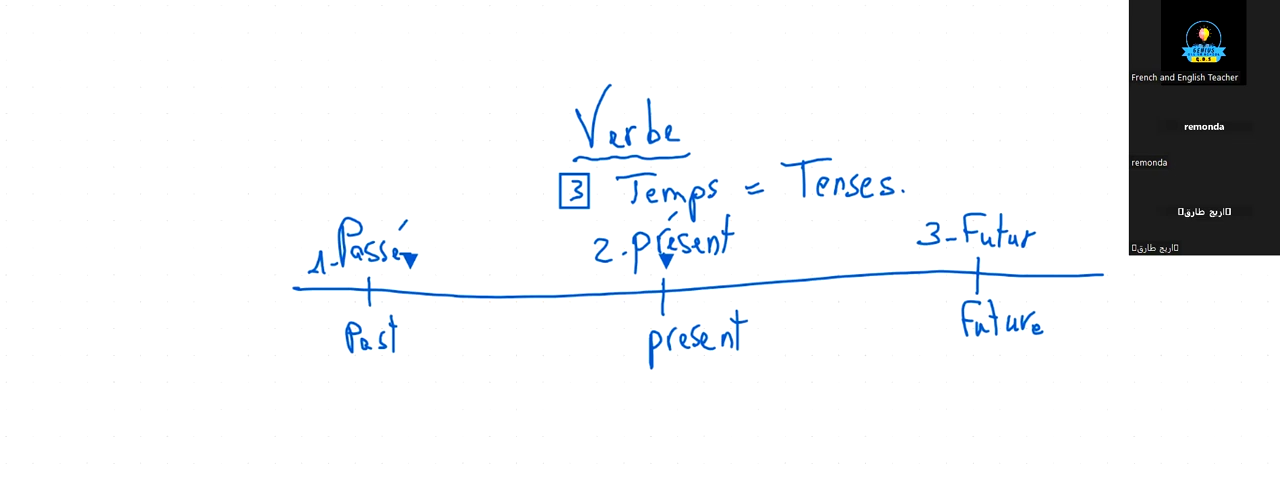 Verbe
3 Temps = Tenses.
1-Passé 2-présent 3-Futur
Past present Future
GENIUS
French and English Teacher
remonda
remonda
اريج طارق
اريج طارق